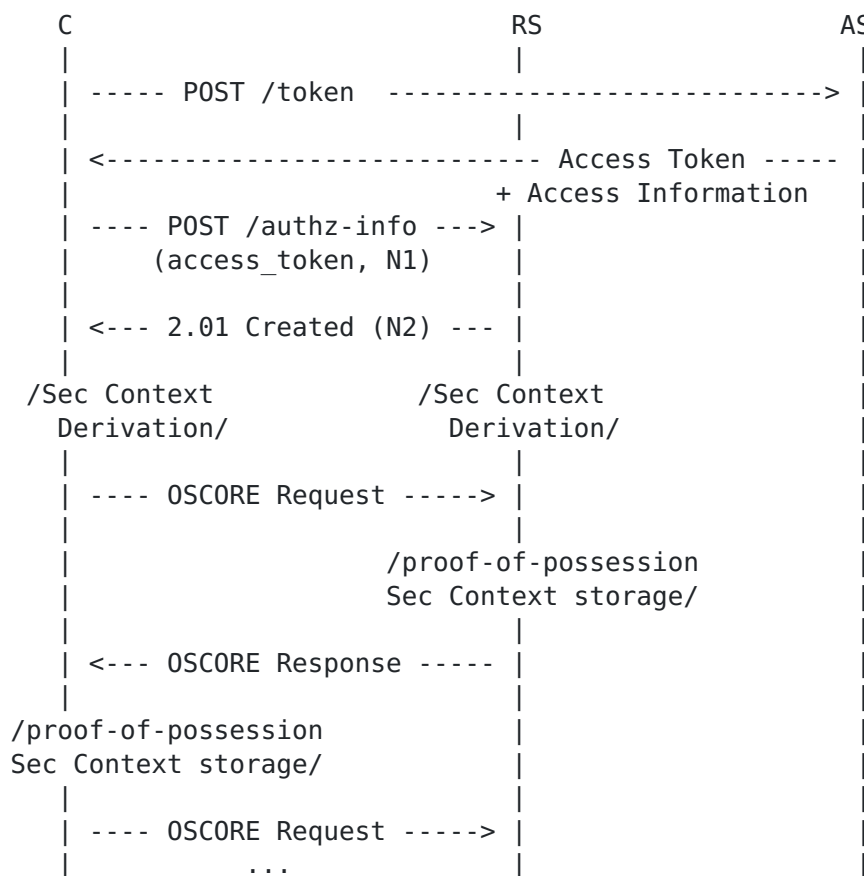 C RS AS
----- POST /token ---------------------------->
<---------------------------- Access Token -----
+ Access Information
---- POST /authz-info --->
(access_token, N1)
<--- 2.01 Created (N2) ---
/Sec Context /Sec Context
Derivation/ Derivation/
---- OSCORE Request ----->
/proof-of-possession
Sec Context storage/
<--- OSCORE Response -----
/proof-of-possession
Sec Context storage/
---- OSCORE Request ----->
...